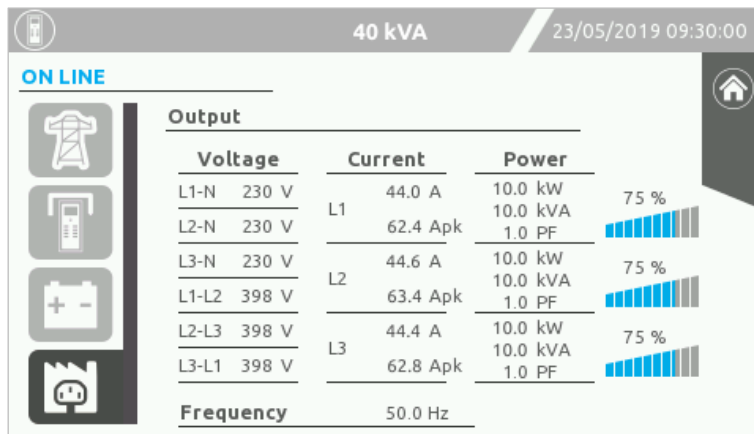 40 kVA 23/05/2019 09:30:00
ON LINE
Output
Voltage Current Power
L1-N 230 V
L2-N 230 V
L3-N 230 V
L1-L2 398 V
L2-L3 398 V
L3-L1 398 V
L1 44.0 A
62.4 Apk
L2 44.6 A
63.4 Apk
L3 44.4 A
62.8 Apk
10.0 kW
10.0 kVA
1.0 PF
75 %
10.0 kW
10.0 kVA
1.0 PF
75 %
10.0 kW
10.0 kVA
1.0 PF
75 %
Frequency 50.0 Hz